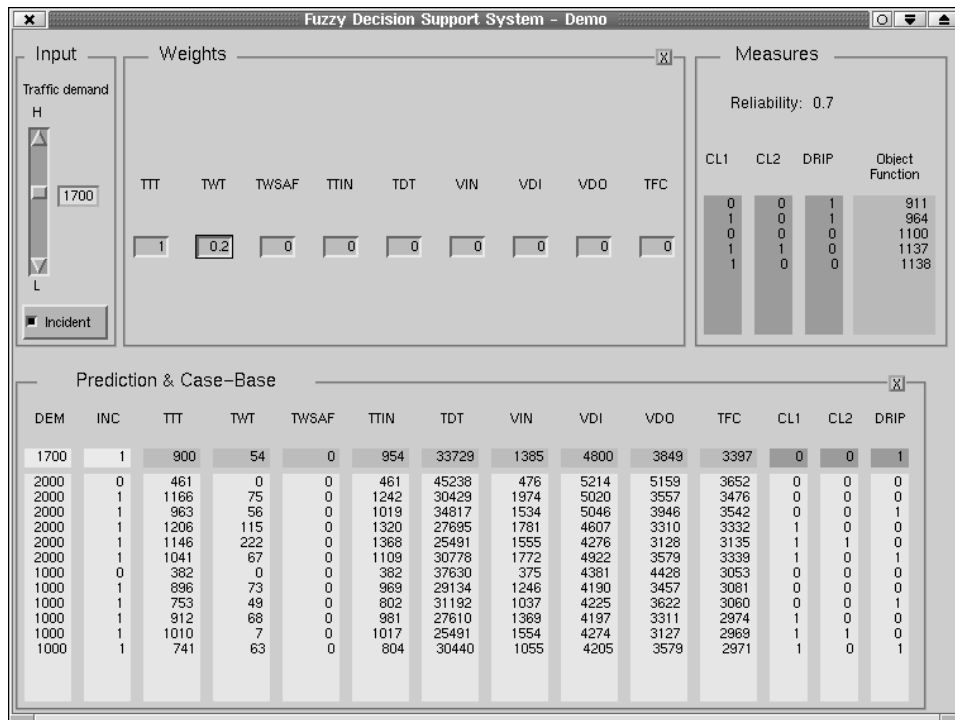 Fuzzy Decision Support System - Demo
Input
Traffic demand
H
1700
L
Incident
Weights
X
TTT TWT TWSAF TTIN TDT VIN VDI VDO TFC
1 0.2 0 0 0 0 0 0 0
Measures
Reliability: 0.7
CL1 CL2 DRIP Object Function
0 0 1 911
1 0 1 964
0 0 0 1100
1 1 0 1137
1 0 0 1138
Prediction & Case-Base
X
DEM INC TTT TWT TWSAF TTIN TDT VIN VDI VDO TFC CL1 CL2 DRIP
1700 1 900 54 0 954 33729 1385 4800 3849 3397 0 0 1
2000 0 461 0 0 461 45238 476 5214 5159 3652 0 0 0
2000 1 1166 75 0 1242 30429 1974 5020 3557 3476 0 0 0
2000 1 963 56 0 1019 34817 1534 5046 3946 3542 0 0 1
2000 1 1206 115 0 1320 27695 1781 4607 3310 3332 1 0 0
2000 1 1146 222 0 1368 25491 1555 4276 3128 3135 1 1 0
2000 1 1041 67 0 1109 30778 1772 4922 3579 3339 1 0 1
1000 0 382 0 0 382 37630 375 4381 4428 3053 0 0 0
1000 1 896 73 0 969 29134 1246 4190 3457 3081 0 0 0
1000 1 753 49 0 802 31192 1037 4225 3622 3060 0 0 1
1000 1 912 68 0 981 27610 1369 4197 3311 2974 1 0 0
1000 1 1010 7 0 1017 25491 1554 4274 3127 2969 1 1 0
1000 1 741 63 0 804 30440 1055 4205 3579 2971 1 0 1